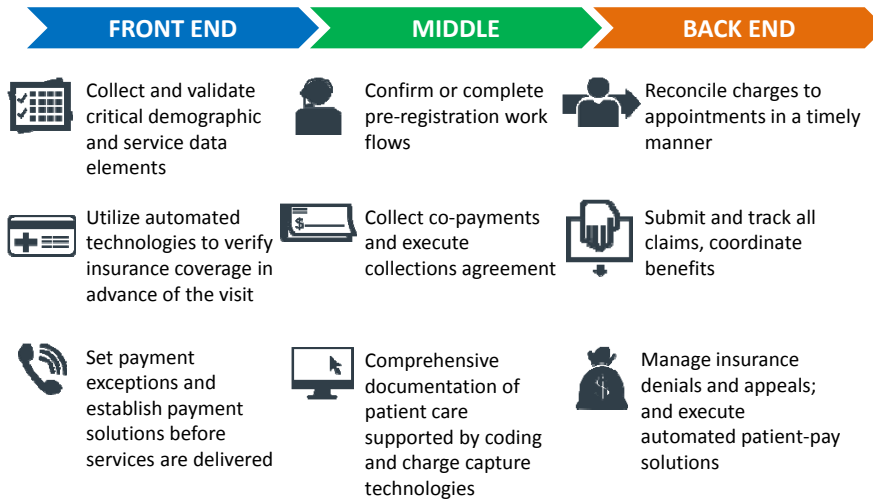 FRONT END
MIDDLE
BACK END
Collect and validate
critical demographic
and service data
elements
Confirm or complete
pre-registration work
flows
Reconcile charges to
appointments in a timely
manner
Utilize automated
technologies to verify
insurance coverage in
advance of the visit
$
Collect co-payments
and execute
collections agreement
Submit and track all
claims, coordinate
benefits
Set payment
exceptions and
establish payment
solutions before
services are delivered
Comprehensive
documentation of
patient care
supported by coding
and charge capture
technologies
$
Manage insurance
denials and appeals;
and execute
automated patient-pay
solutions